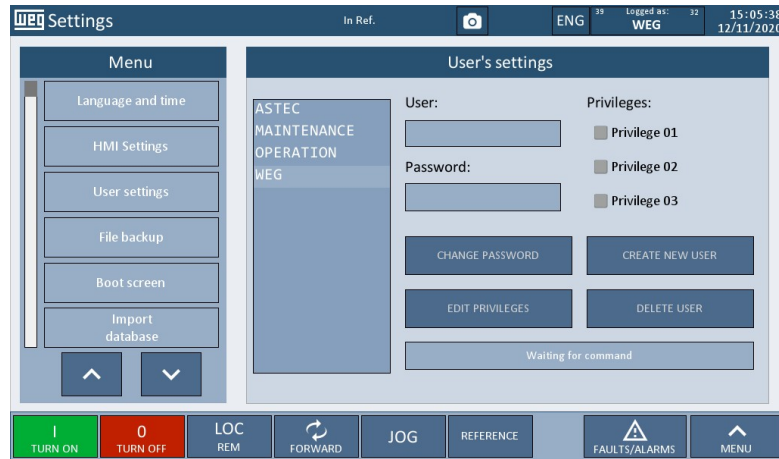 WEG Settings
In Ref.
ENG
39
Logged as:
WEG
32
15:05:38
12/11/2020
Menu
Language and time
HMI Settings
User settings
File backup
Boot screen
Import
database
User's settings
ASTEC
MAINTENANCE
OPERATION
WEG
User:
Password:
Privileges:
Privilege 01
Privilege 02
Privilege 03
CHANGE PASSWORD
CREATE NEW USER
EDIT PRIVILEGES
DELETE USER
Waiting for command
I
TURN ON
0
TURN OFF
LOC
REM
FORWARD
JOG
REFERENCE
FAULTS/ALARMS
MENU